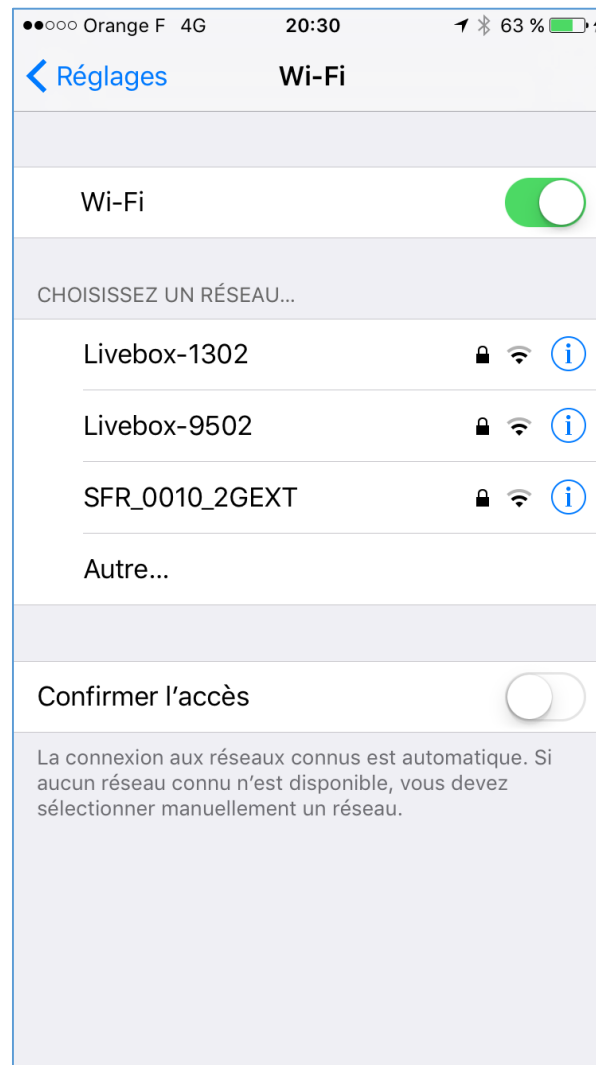 Orange F 4G 20:30 63 %
Réglages Wi-Fi
Wi-Fi
CHOISISSEZ UN RÉSEAU...
Livebox-1302
Livebox-9502
SFR_0010_2GEXT
Autre...
Confirmer l'accès
La connexion aux réseaux connus est automatique. Si
aucun réseau connu n'est disponible, vous devez
sélectionner manuellement un réseau.